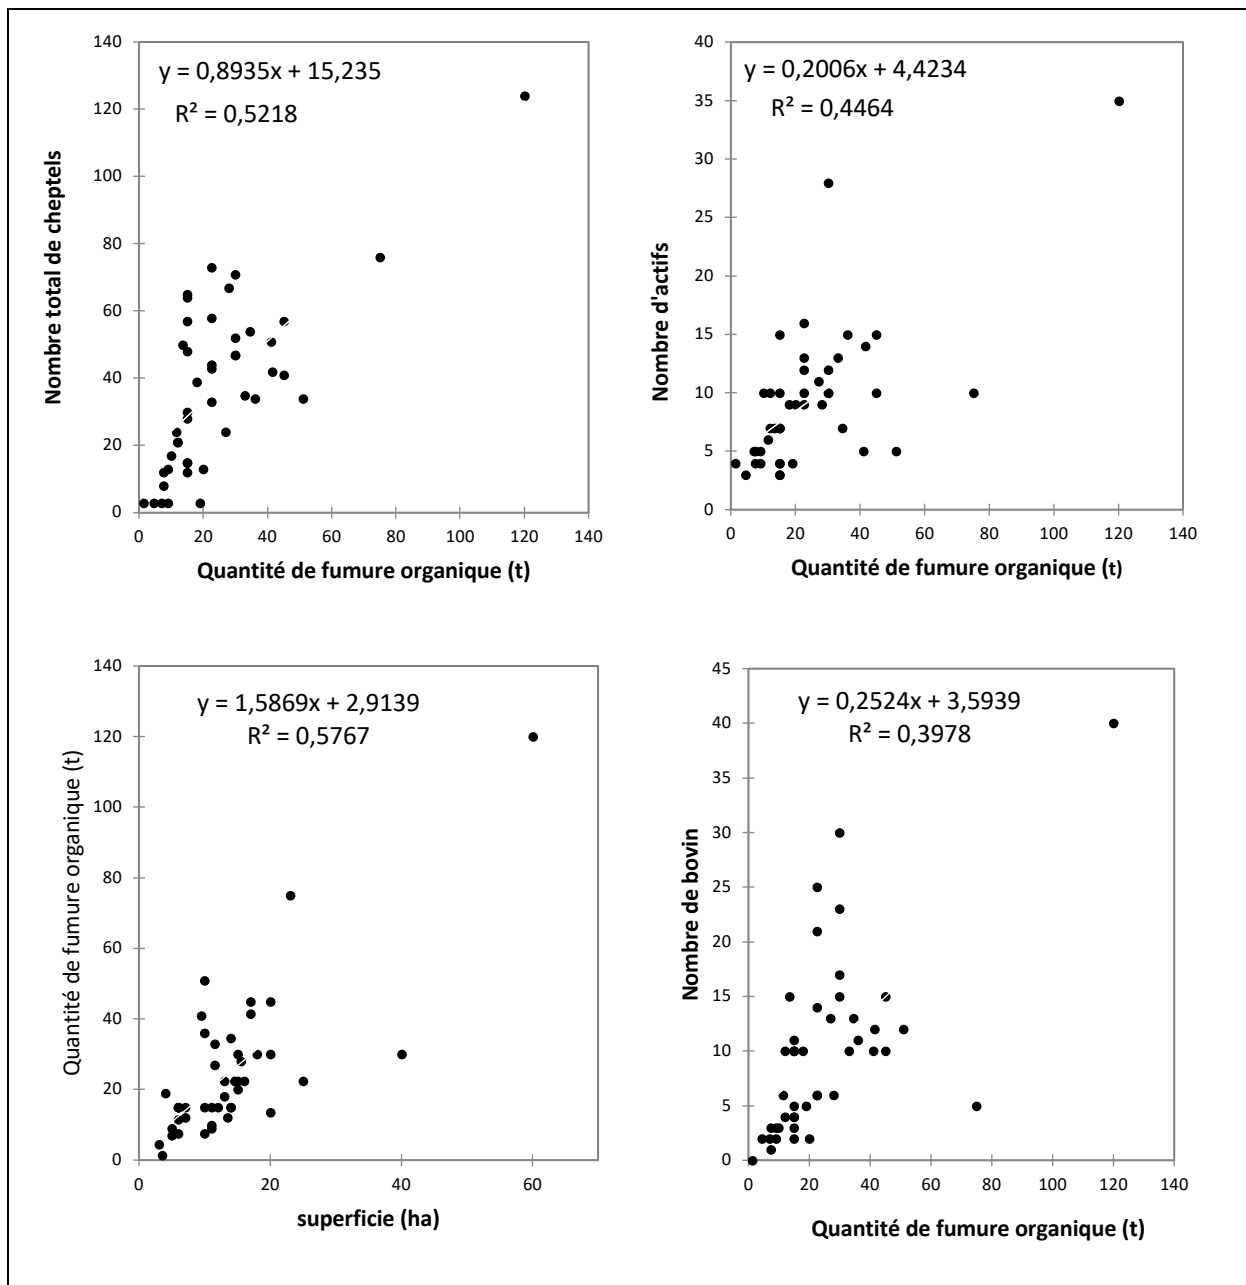 y = 0,8935x + 15,235
R² = 0,5218
Nombre total de cheptels
140
120
100
80
60
40
20
0
0 20 40 60 80 100 120 140
Quantité de fumure organique (t)
y = 0,2006x + 4,4234
R² = 0,4464
Nombre d'actifs
40
35
30
25
20
15
10
5
0
0 20 40 60 80 100 120 140
Quantité de fumure organique (t)
y = 1,5869x + 2,9139
R² = 0,5767
Quantité de fumure organique (t)
140
120
100
80
60
40
20
0
0 20 40 60
superficie (ha)
y = 0,2524x + 3,5939
R² = 0,3978
Nombre de bovin
45
40
35
30
25
20
15
10
5
0
0 20 40 60 80 100 120 140
Quantité de fumure organique (t)